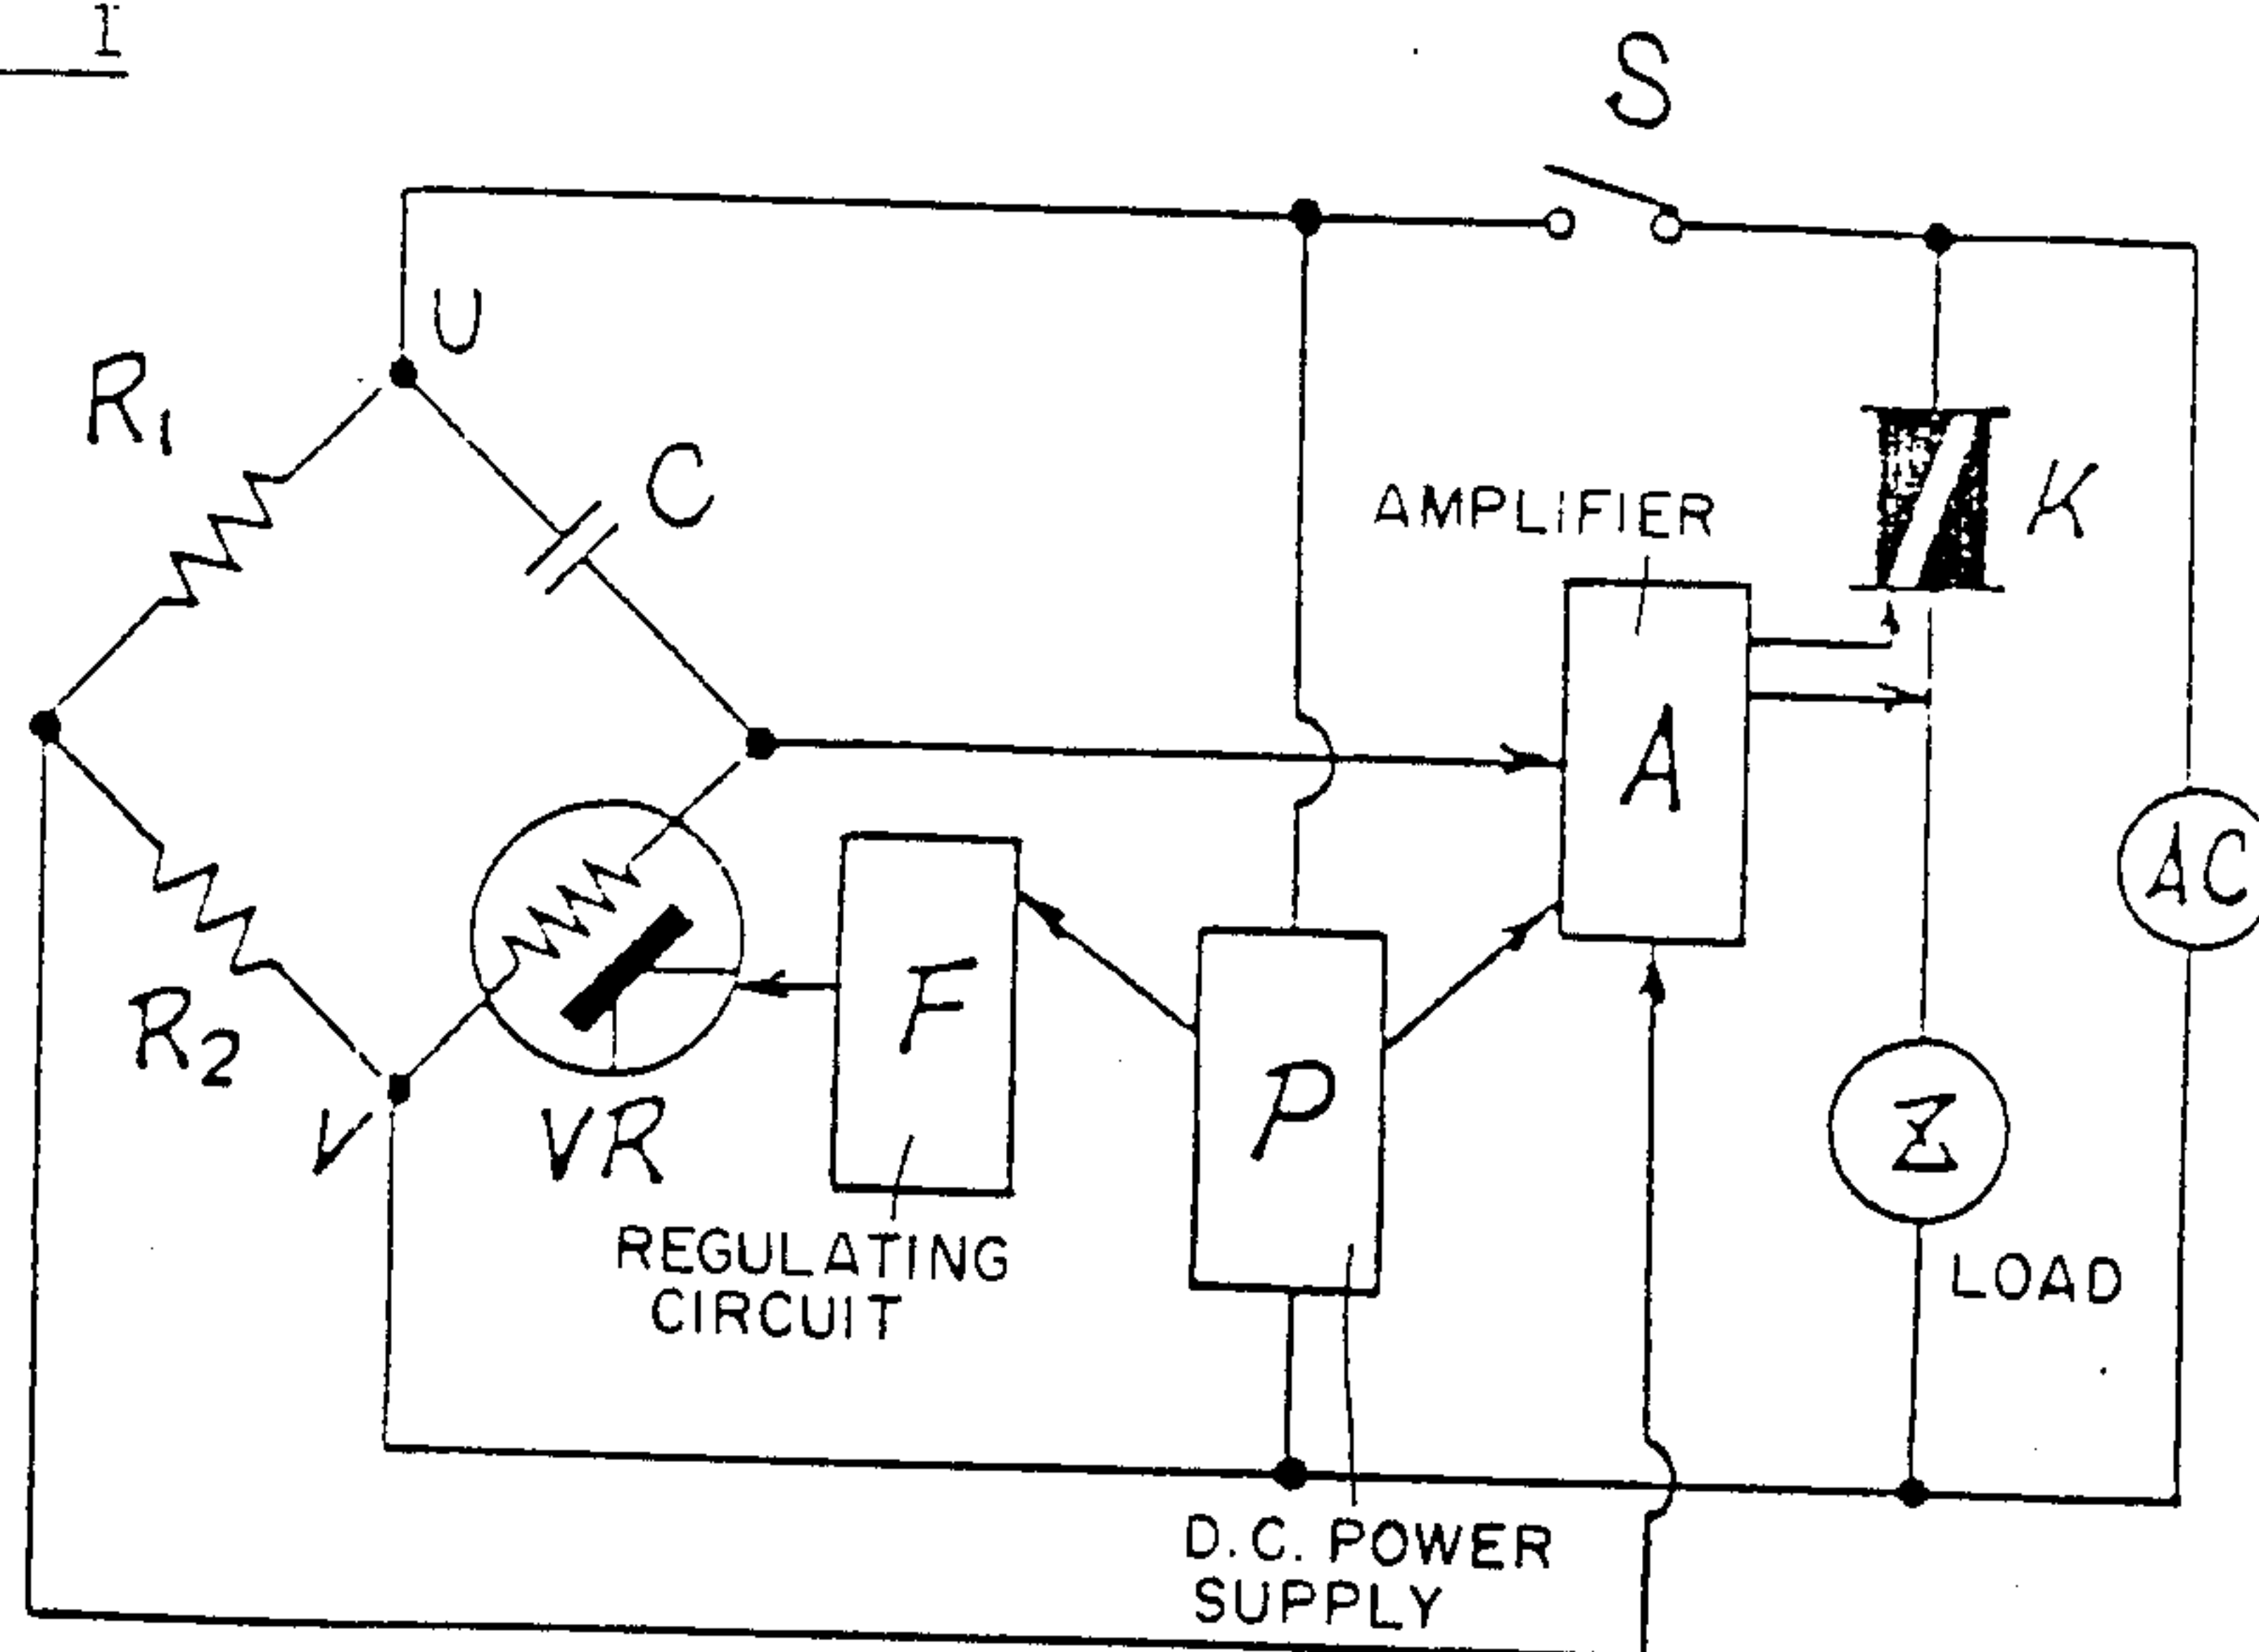 I
S
U
R1
C
AMPLIFIER
K
A
AC
F
R2
P
Z
V
VR
REGULATING
CIRCUIT
LOAD
D.C. POWER
SUPPLY